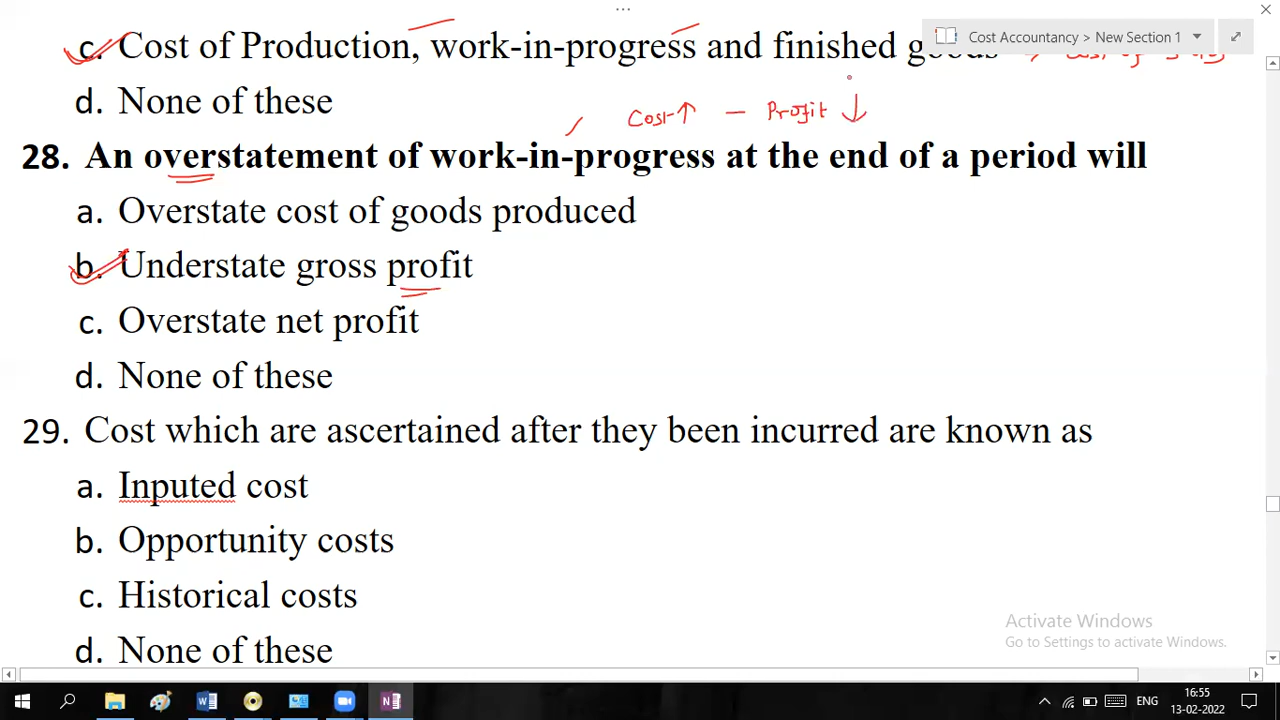 ...
c. Cost of Production, work-in-progress and finished goods
Cost Accountancy > New Section 1
d. None of these
Cost↑ — Profit ↓
28. An overstatement of work-in-progress at the end of a period will
a. Overstate cost of goods produced
b. Understate gross profit
c. Overstate net profit
d. None of these
29. Cost which are ascertained after they been incurred are known as
a. Inputed cost
b. Opportunity costs
c. Historical costs
d. None of these
Activate Windows
Go to Settings to activate Windows.
ENG
16:55
13-02-2022